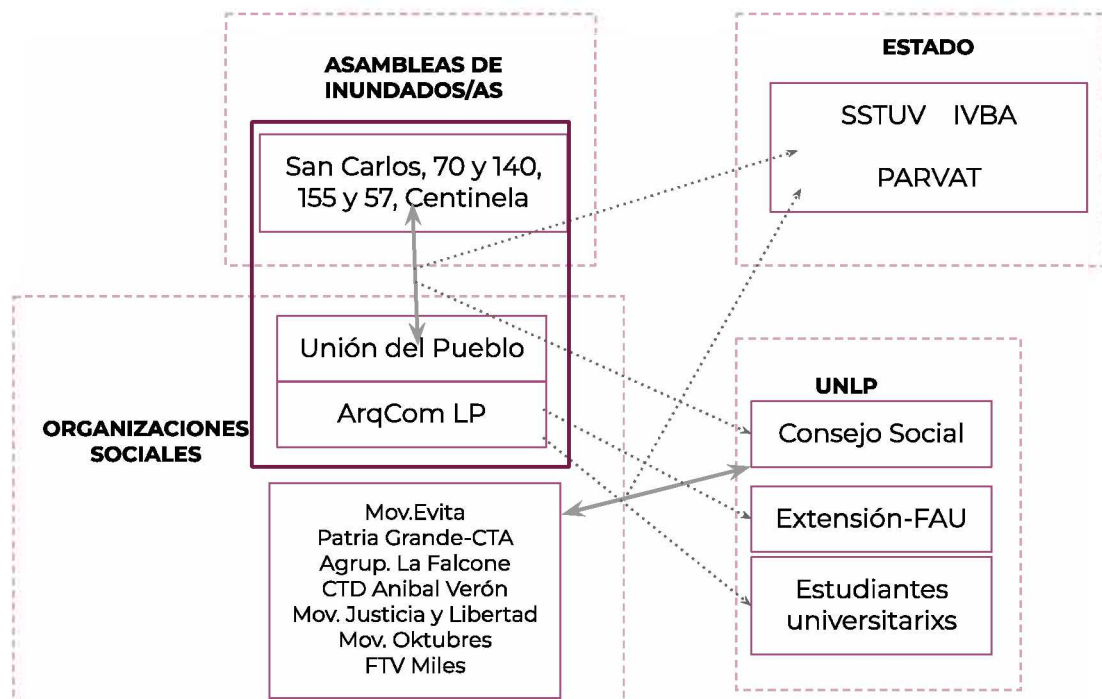 ASAMBLEAS DE
INUNDADOS/AS
San Carlos, 70 y 140,
155 y 57, Centinela
Unión del Pueblo
ArqCom LP
ORGANIZACIONES
SOCIALES
Mov.Evita
Patria Grande-CTA
Agrup. La Falcone
CTD Anibal Verón
Mov. Justicia y Libertad
Mov. Oktubres
FTV Miles
ESTADO
SSTUV IVBA
PARVAT
UNLP
Consejo Social
Extensión-FAU
Estudiantes
universitarixs